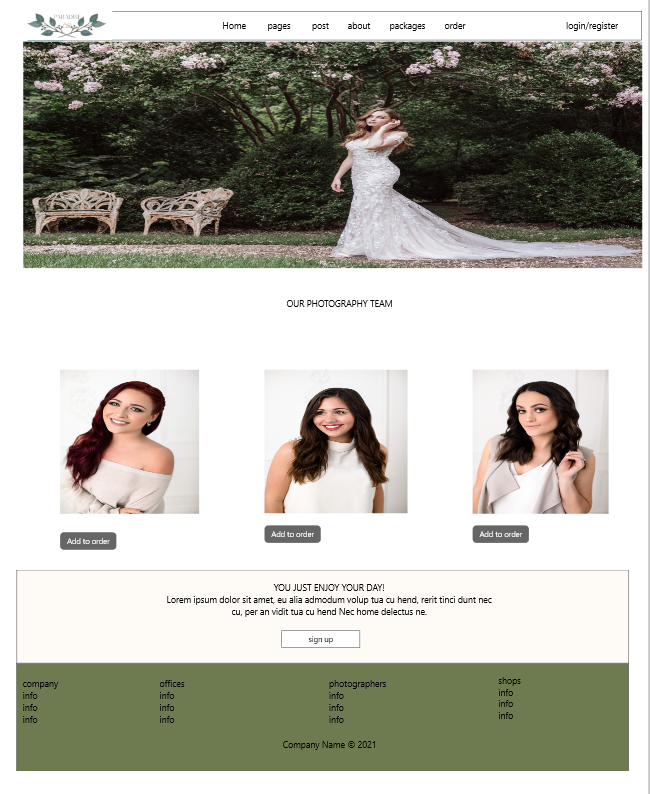 PARADISE
Home pages post about packages order login/register
OUR PHOTOGRAPHY TEAM
Add to order Add to order Add to order
YOU JUST ENJOY YOUR DAY!
Lorem ipsum dolor sit amet, eu alia admodum volup tua cu hend, rerit tinci dunt nec
cu, per an vidit tua cu hend Nec home delectus ne.
sign up
company offices photographers shops
info info info info
info info info info
info info info info
Company Name © 2021